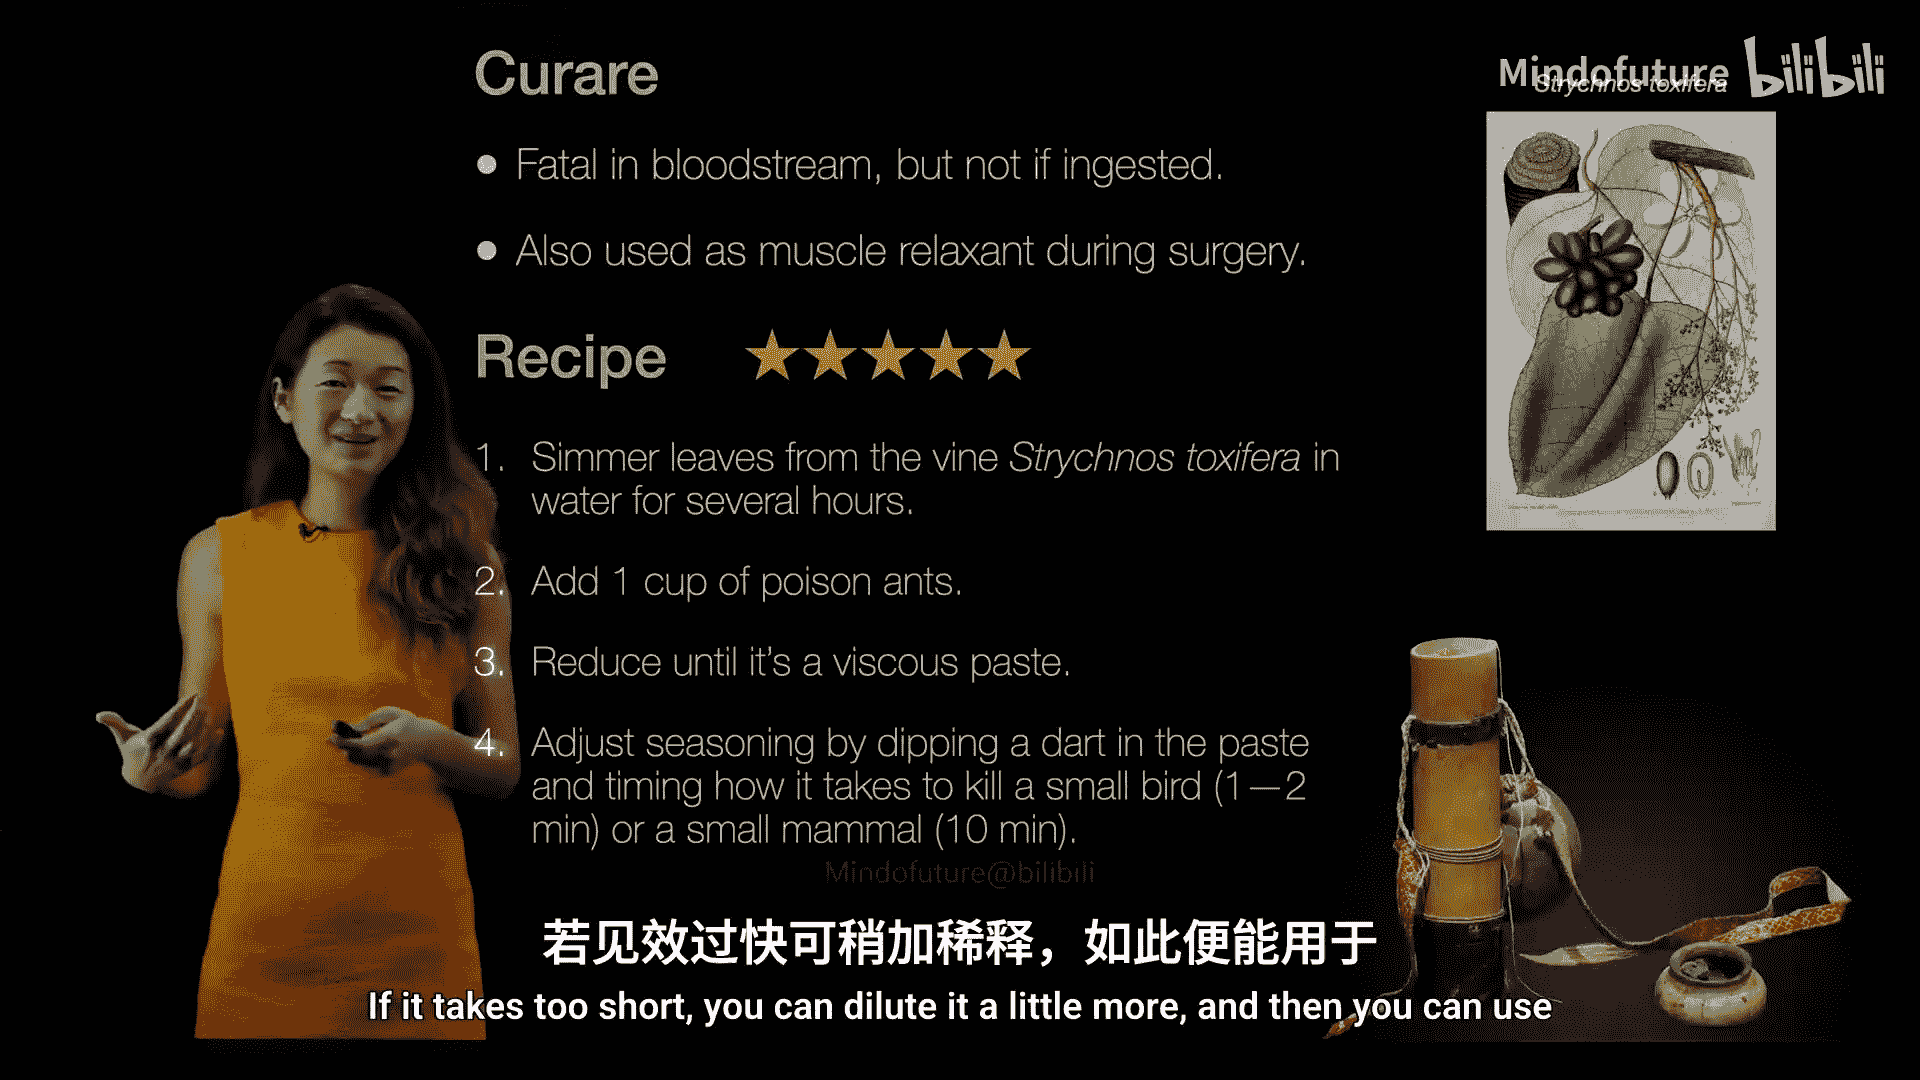 Curare
Mindofuture bilibili
Strychnos toxifera
● Fatal in bloodstream, but not if ingested.
● Also used as muscle relaxant during surgery.
Recipe ★★★★★
1. Simmer leaves from the vine Strychnos toxifera in
water for several hours.
2. Add 1 cup of poison ants.
3. Reduce until it's a viscous paste.
4. Adjust seasoning by dipping a dart in the paste
and timing how it takes to kill a small bird (1—2
min) or a small mammal (10 min).
Mindofuture@bilibili
若见效过快可稍加稀释，如此便能用于
If it takes too short, you can dilute it a little more, and then you can use